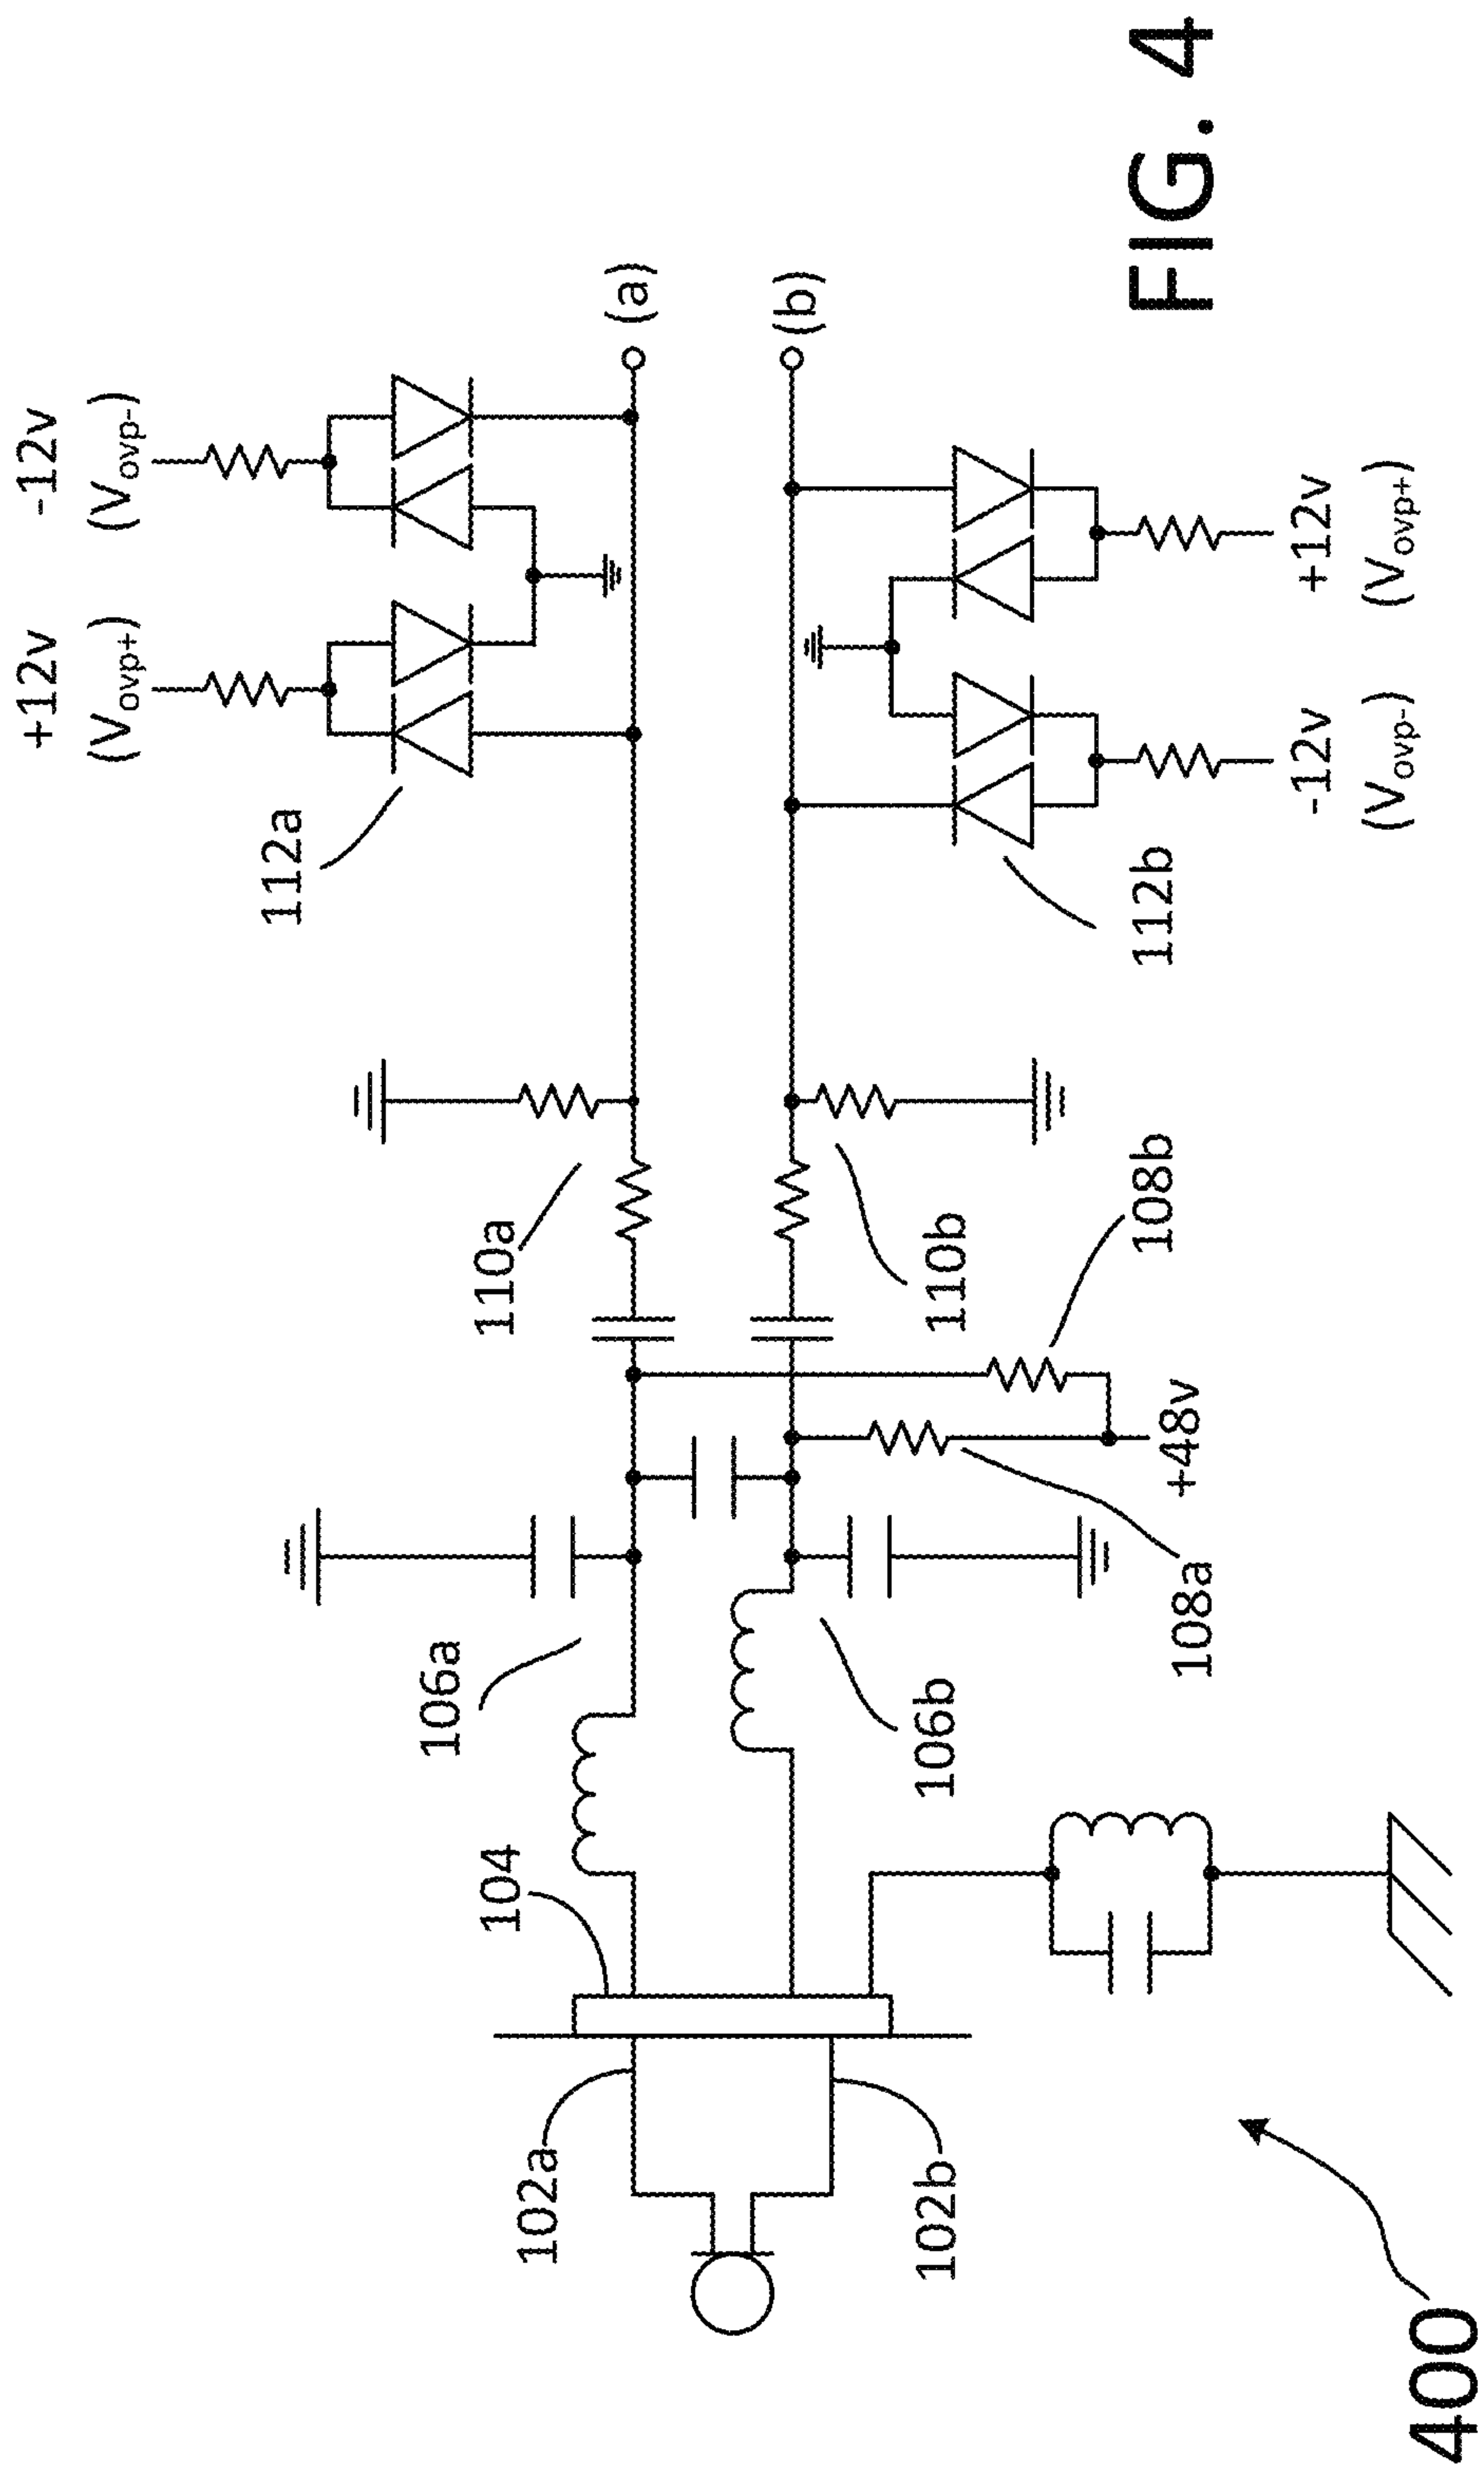 +12v
(Vovp+)
-12v
(Vovp-)
112a
(a)
(b)
110a
106a
104
102a
102b
106b
110b
108a
108b
+48v
112b
-12v
(Vovp-)
+12v
(Vovp+)
400
FIG. 4